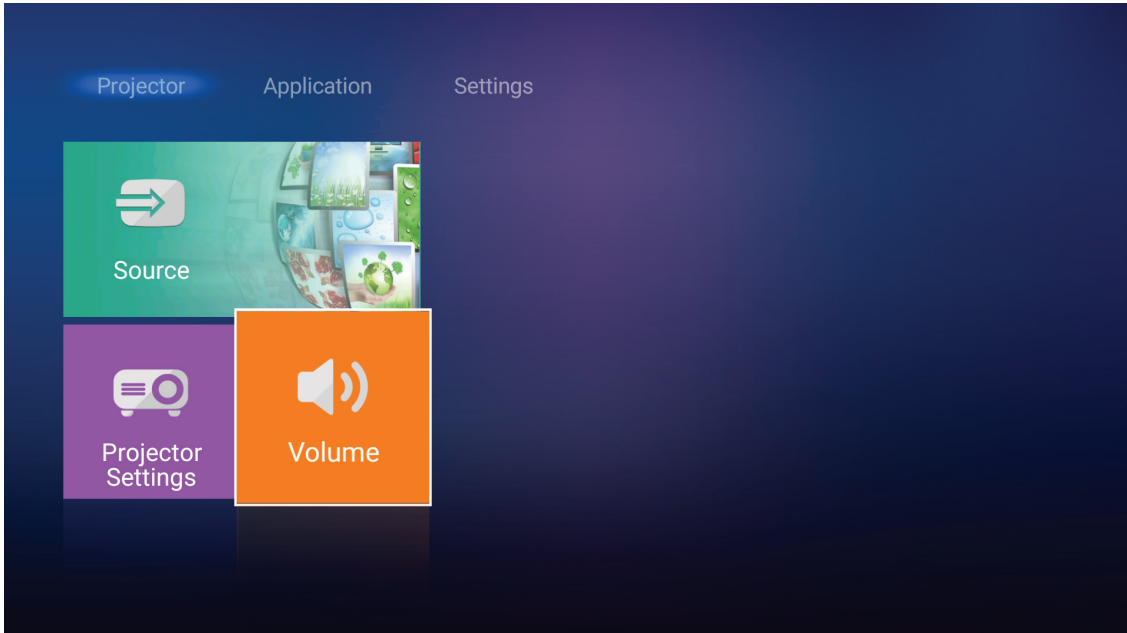 Projector Application Settings
Source
Projector
Settings
Volume